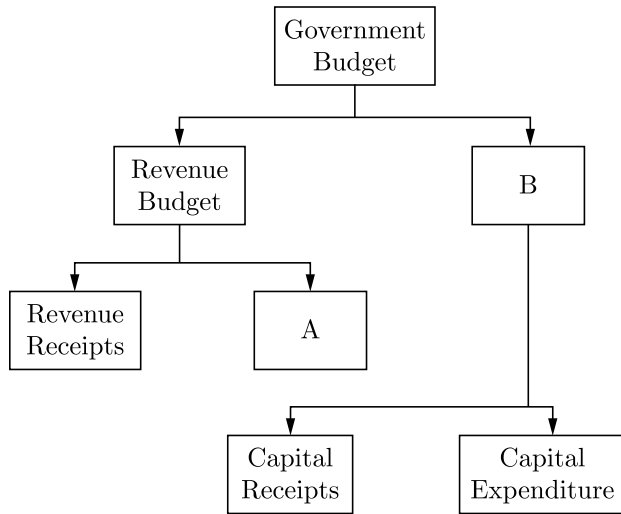 Government
Budget
Revenue
Budget
B
Revenue
Receipts
A
Capital
Receipts
Capital
Expenditure